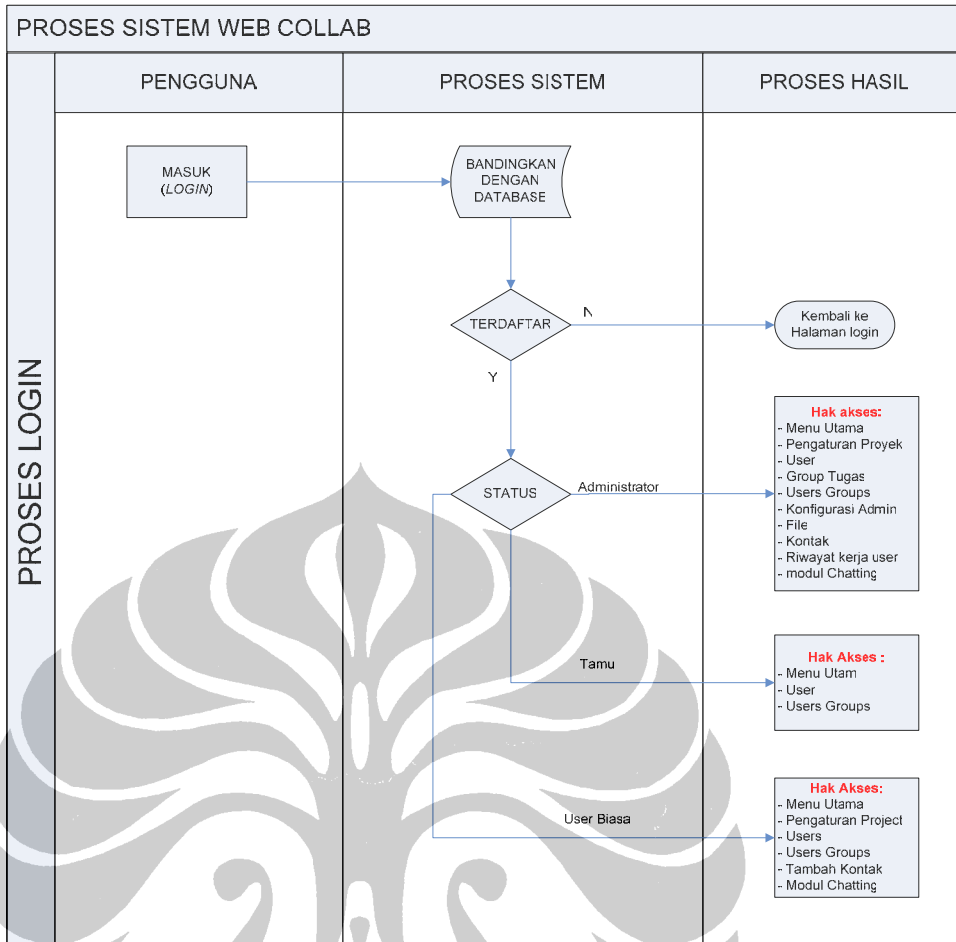 PROSES SISTEM WEB COLLAB
PENGGUNA
PROSES SISTEM
PROSES HASIL
PROSES LOGIN
MASUK
(LOGIN)
BANDINGKAN
DENGAN
DATABASE
TERDAFTAR
N
Kembali ke
Halaman login
Y
STATUS
Administrator
Hak akses:
- Menu Utama
- Pengaturan Proyek
- User
- Group Tugas
- Users Groups
- Konfigurasi Admin
- File
- Kontak
- Riwayat kerja user
- modul Chatting
Tamu
Hak Akses :
- Menu Utam
- User
- Users Groups
User Biasa
Hak Akses:
- Menu Utama
- Pengaturan Project
- Users
- Users Groups
- Tambah Kontak
- Modul Chatting